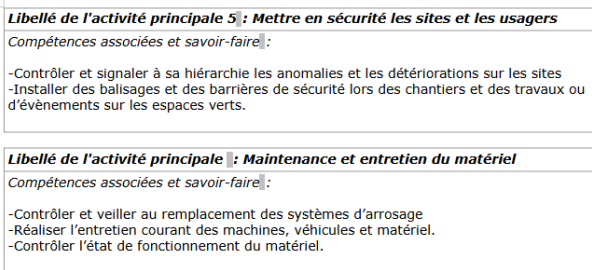 Libellé de l'activité principale 5 : Mettre en sécurité les sites et les usagers
Compétences associées et savoir-faire :
-Contrôler et signaler à sa hiérarchie les anomalies et les détériorations sur les sites
-Installer des balisages et des barrières de sécurité lors des chantiers et des travaux ou
d’évènements sur les espaces verts.
Libellé de l'activité principale : Maintenance et entretien du matériel
Compétences associées et savoir-faire :
-Contrôler et veiller au remplacement des systèmes d’arrosage
-Réaliser l’entretien courant des machines, véhicules et matériel.
-Contrôler l’état de fonctionnement du matériel.